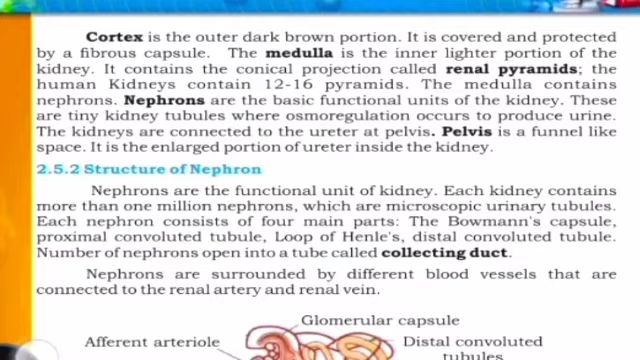 Cortex is the outer dark brown portion. It is covered and protected
by a fibrous capsule. The medulla is the inner lighter portion of the
kidney. It contains the conical projection called renal pyramids; the
human Kidneys contain 12-16 pyramids. The medulla contains
nephrons. Nephrons are the basic functional units of the kidney. These
are tiny kidney tubules where osmoregulation occurs to produce urine.
The kidneys are connected to the ureter at pelvis. Pelvis is a funnel like
space. It is the enlarged portion of ureter inside the kidney.
2.5.2 Structure of Nephron
Nephrons are the functional unit of kidney. Each kidney contains
more than one million nephrons, which are microscopic urinary tubules.
Each nephron consists of four main parts: The Bowmann's capsule,
proximal convoluted tubule, Loop of Henle's, distal convoluted tubule.
Number of nephrons open into a tube called collecting duct.
Nephrons are surrounded by different blood vessels that are
connected to the renal artery and renal vein.
Glomerular capsule
Afferent arteriole
Distal convoluted
tubules